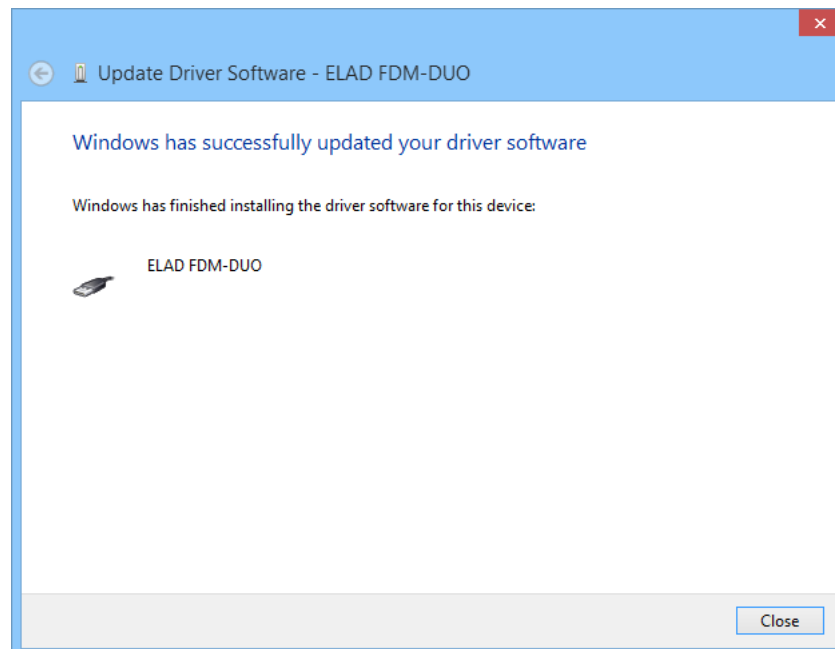 Update Driver Software - ELAD FDM-DUO
Windows has successfully updated your driver software
Windows has finished installing the driver software for this device:
ELAD FDM-DUO
Close